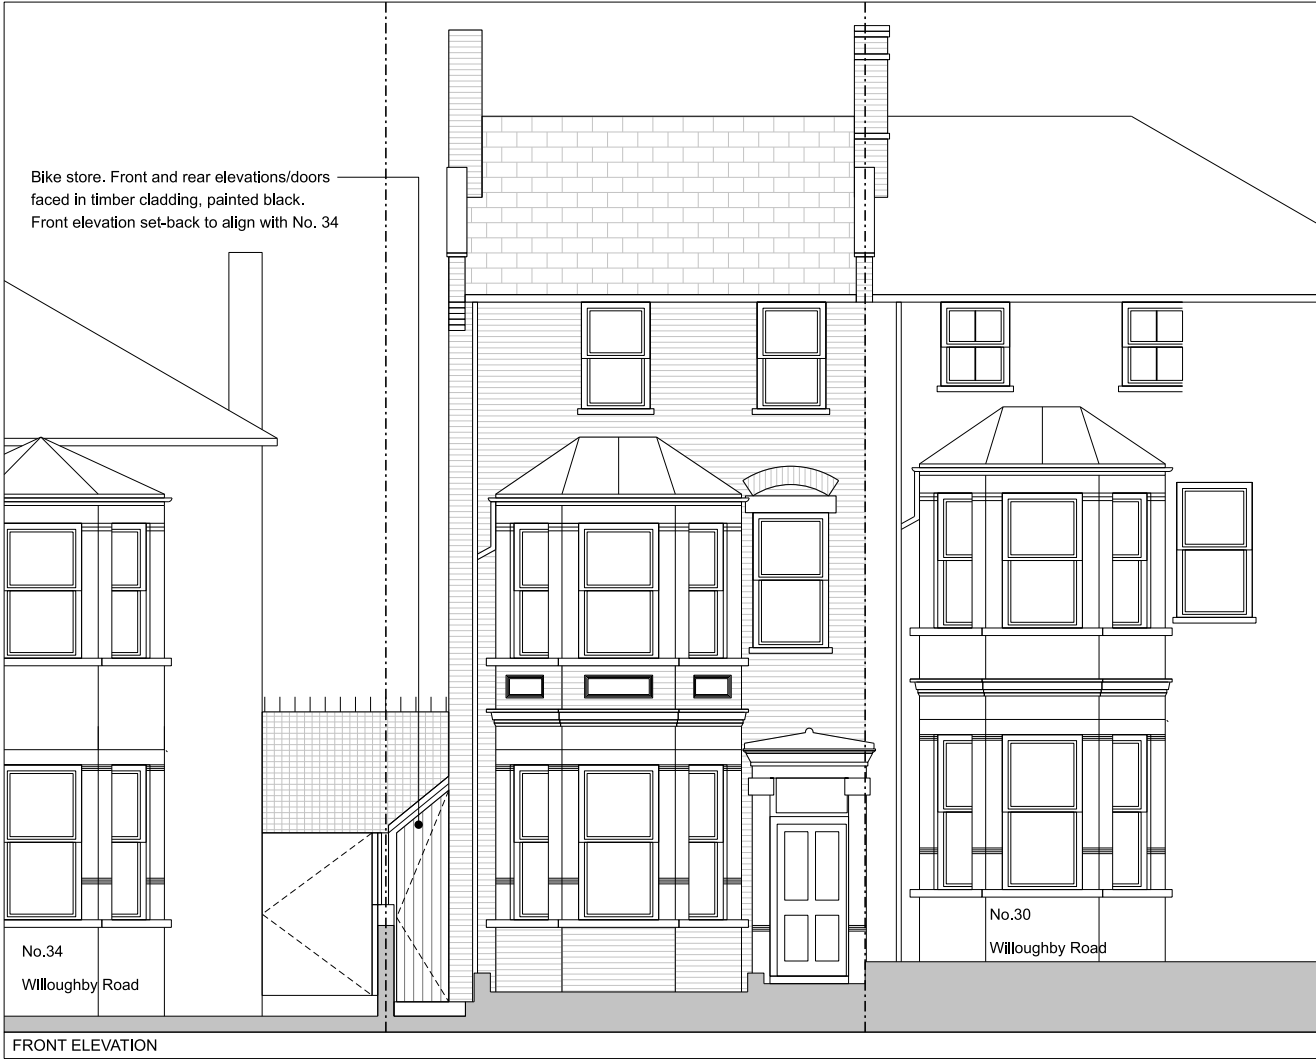 Bike store. Front and rear elevations/doors
faced in timber cladding, painted black.
Front elevation set-back to align with No. 34
No.30
Willoughby Road
No.34
Willoughby Road
FRONT ELEVATION